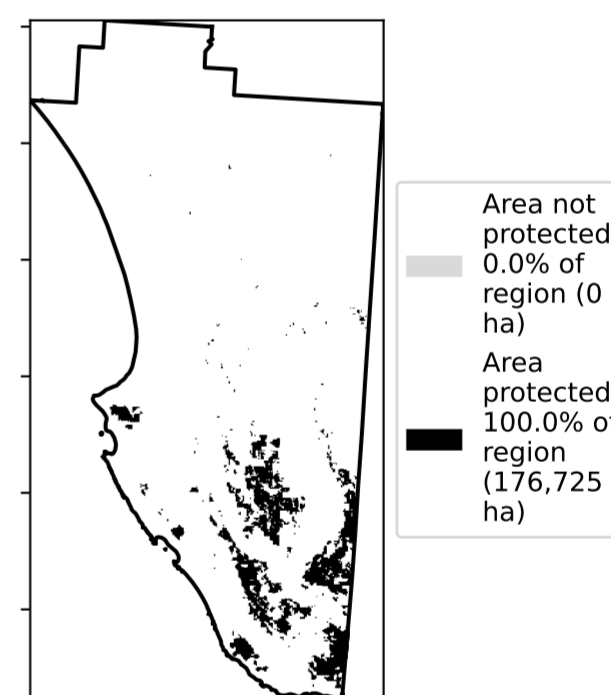 Area not
protected
0.0% of
region (0
ha)
Area
protected
100.0% of
region
(176,725
ha)